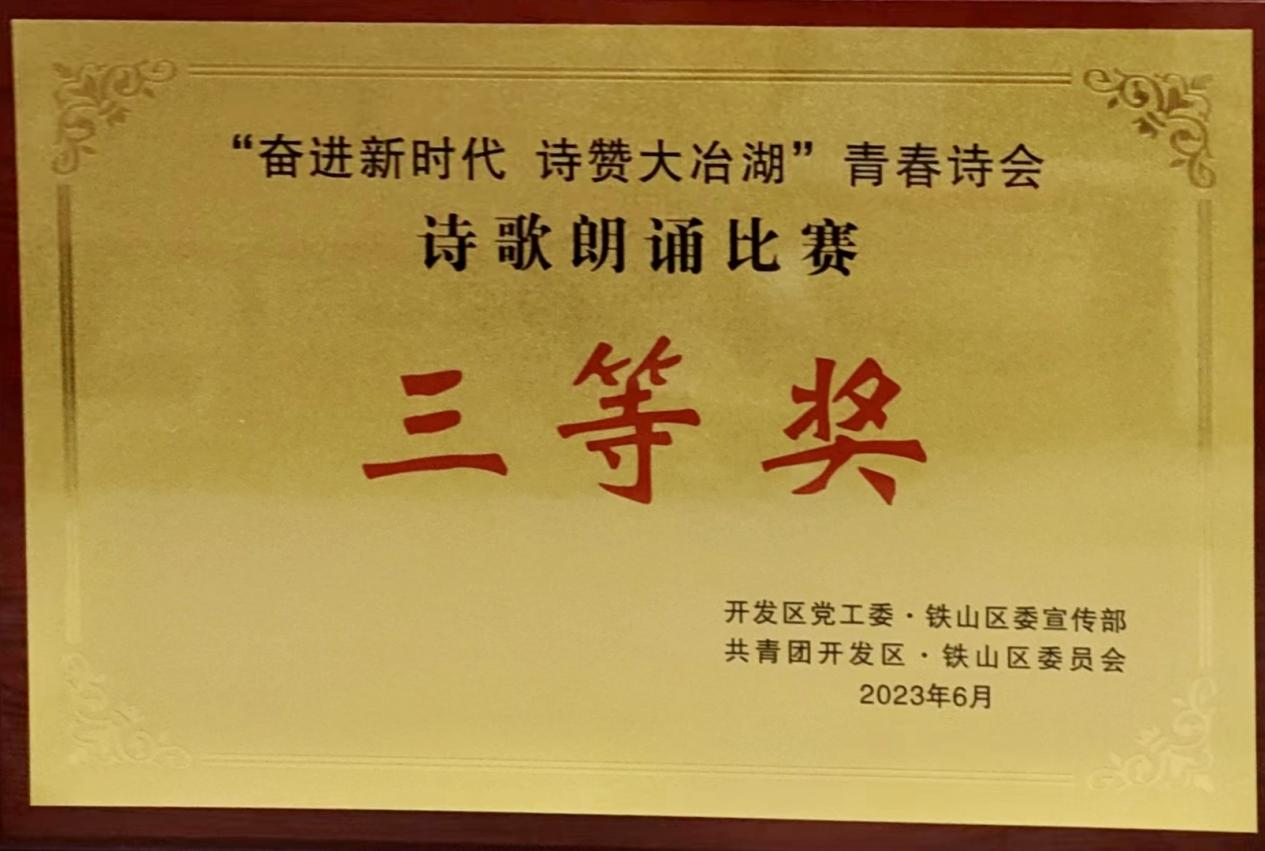 “奋进新时代 诗赞大冶湖”青春诗会
诗歌朗诵比赛
三等奖
开发区党工委·铁山区委宣传部
共青团开发区·铁山区委员会
2023年6月